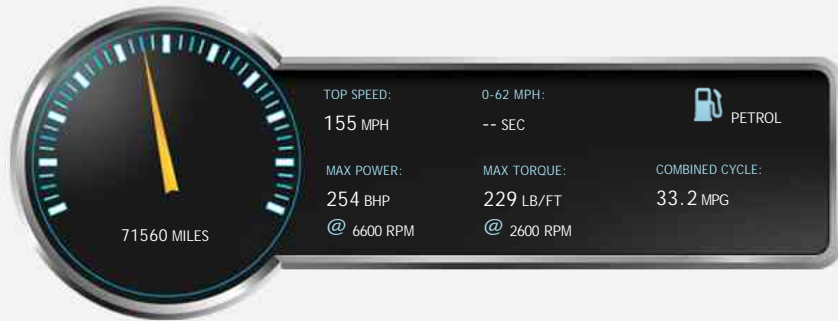 71560 MILES
TOP SPEED:
155 MPH
0-62 MPH:
-- SEC
PETROL
MAX POWER:
254 BHP
@ 6600 RPM
MAX TORQUE:
229 LB/FT
@ 2600 RPM
COMBINED CYCLE:
33.2 MPG